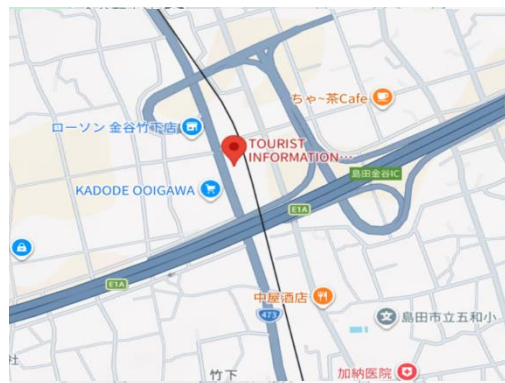 ちゃ~茶Cafe
ローソン 金谷竹下店
TOURIST
INFORMATION…
島田金谷IC
KADODE OOIGAWA
E1A
E1A
中屋酒店
473
島田市立五和小
竹下
加納医院
社